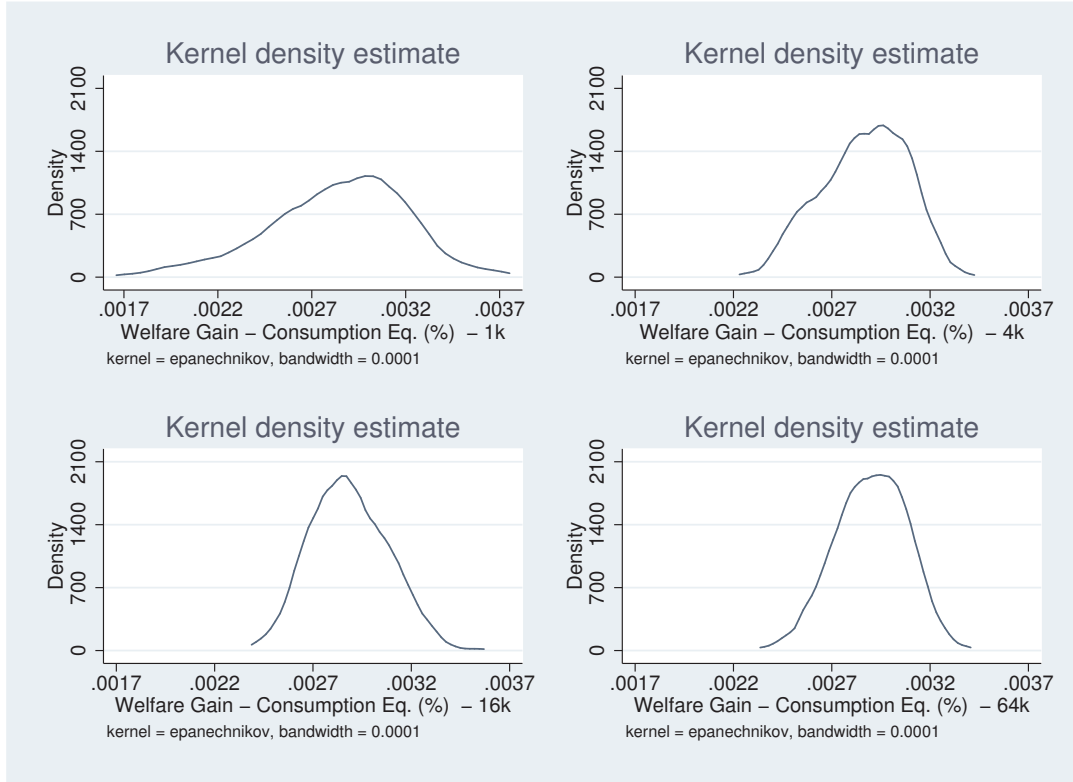 Kernel density estimate
Density
2100
1400
700
0
.0017 .0022 .0027 .0032 .0037
Welfare Gain − Consumption Eq. (%) − 1k
kernel = epanechnikov, bandwidth = 0.0001
Kernel density estimate
Density
2100
1400
700
0
.0017 .0022 .0027 .0032 .0037
Welfare Gain − Consumption Eq. (%) − 4k
kernel = epanechnikov, bandwidth = 0.0001
Kernel density estimate
Density
2100
1400
700
0
.0017 .0022 .0027 .0032 .0037
Welfare Gain − Consumption Eq. (%) − 16k
kernel = epanechnikov, bandwidth = 0.0001
Kernel density estimate
Density
2100
1400
700
0
.0017 .0022 .0027 .0032 .0037
Welfare Gain − Consumption Eq. (%) − 64k
kernel = epanechnikov, bandwidth = 0.0001